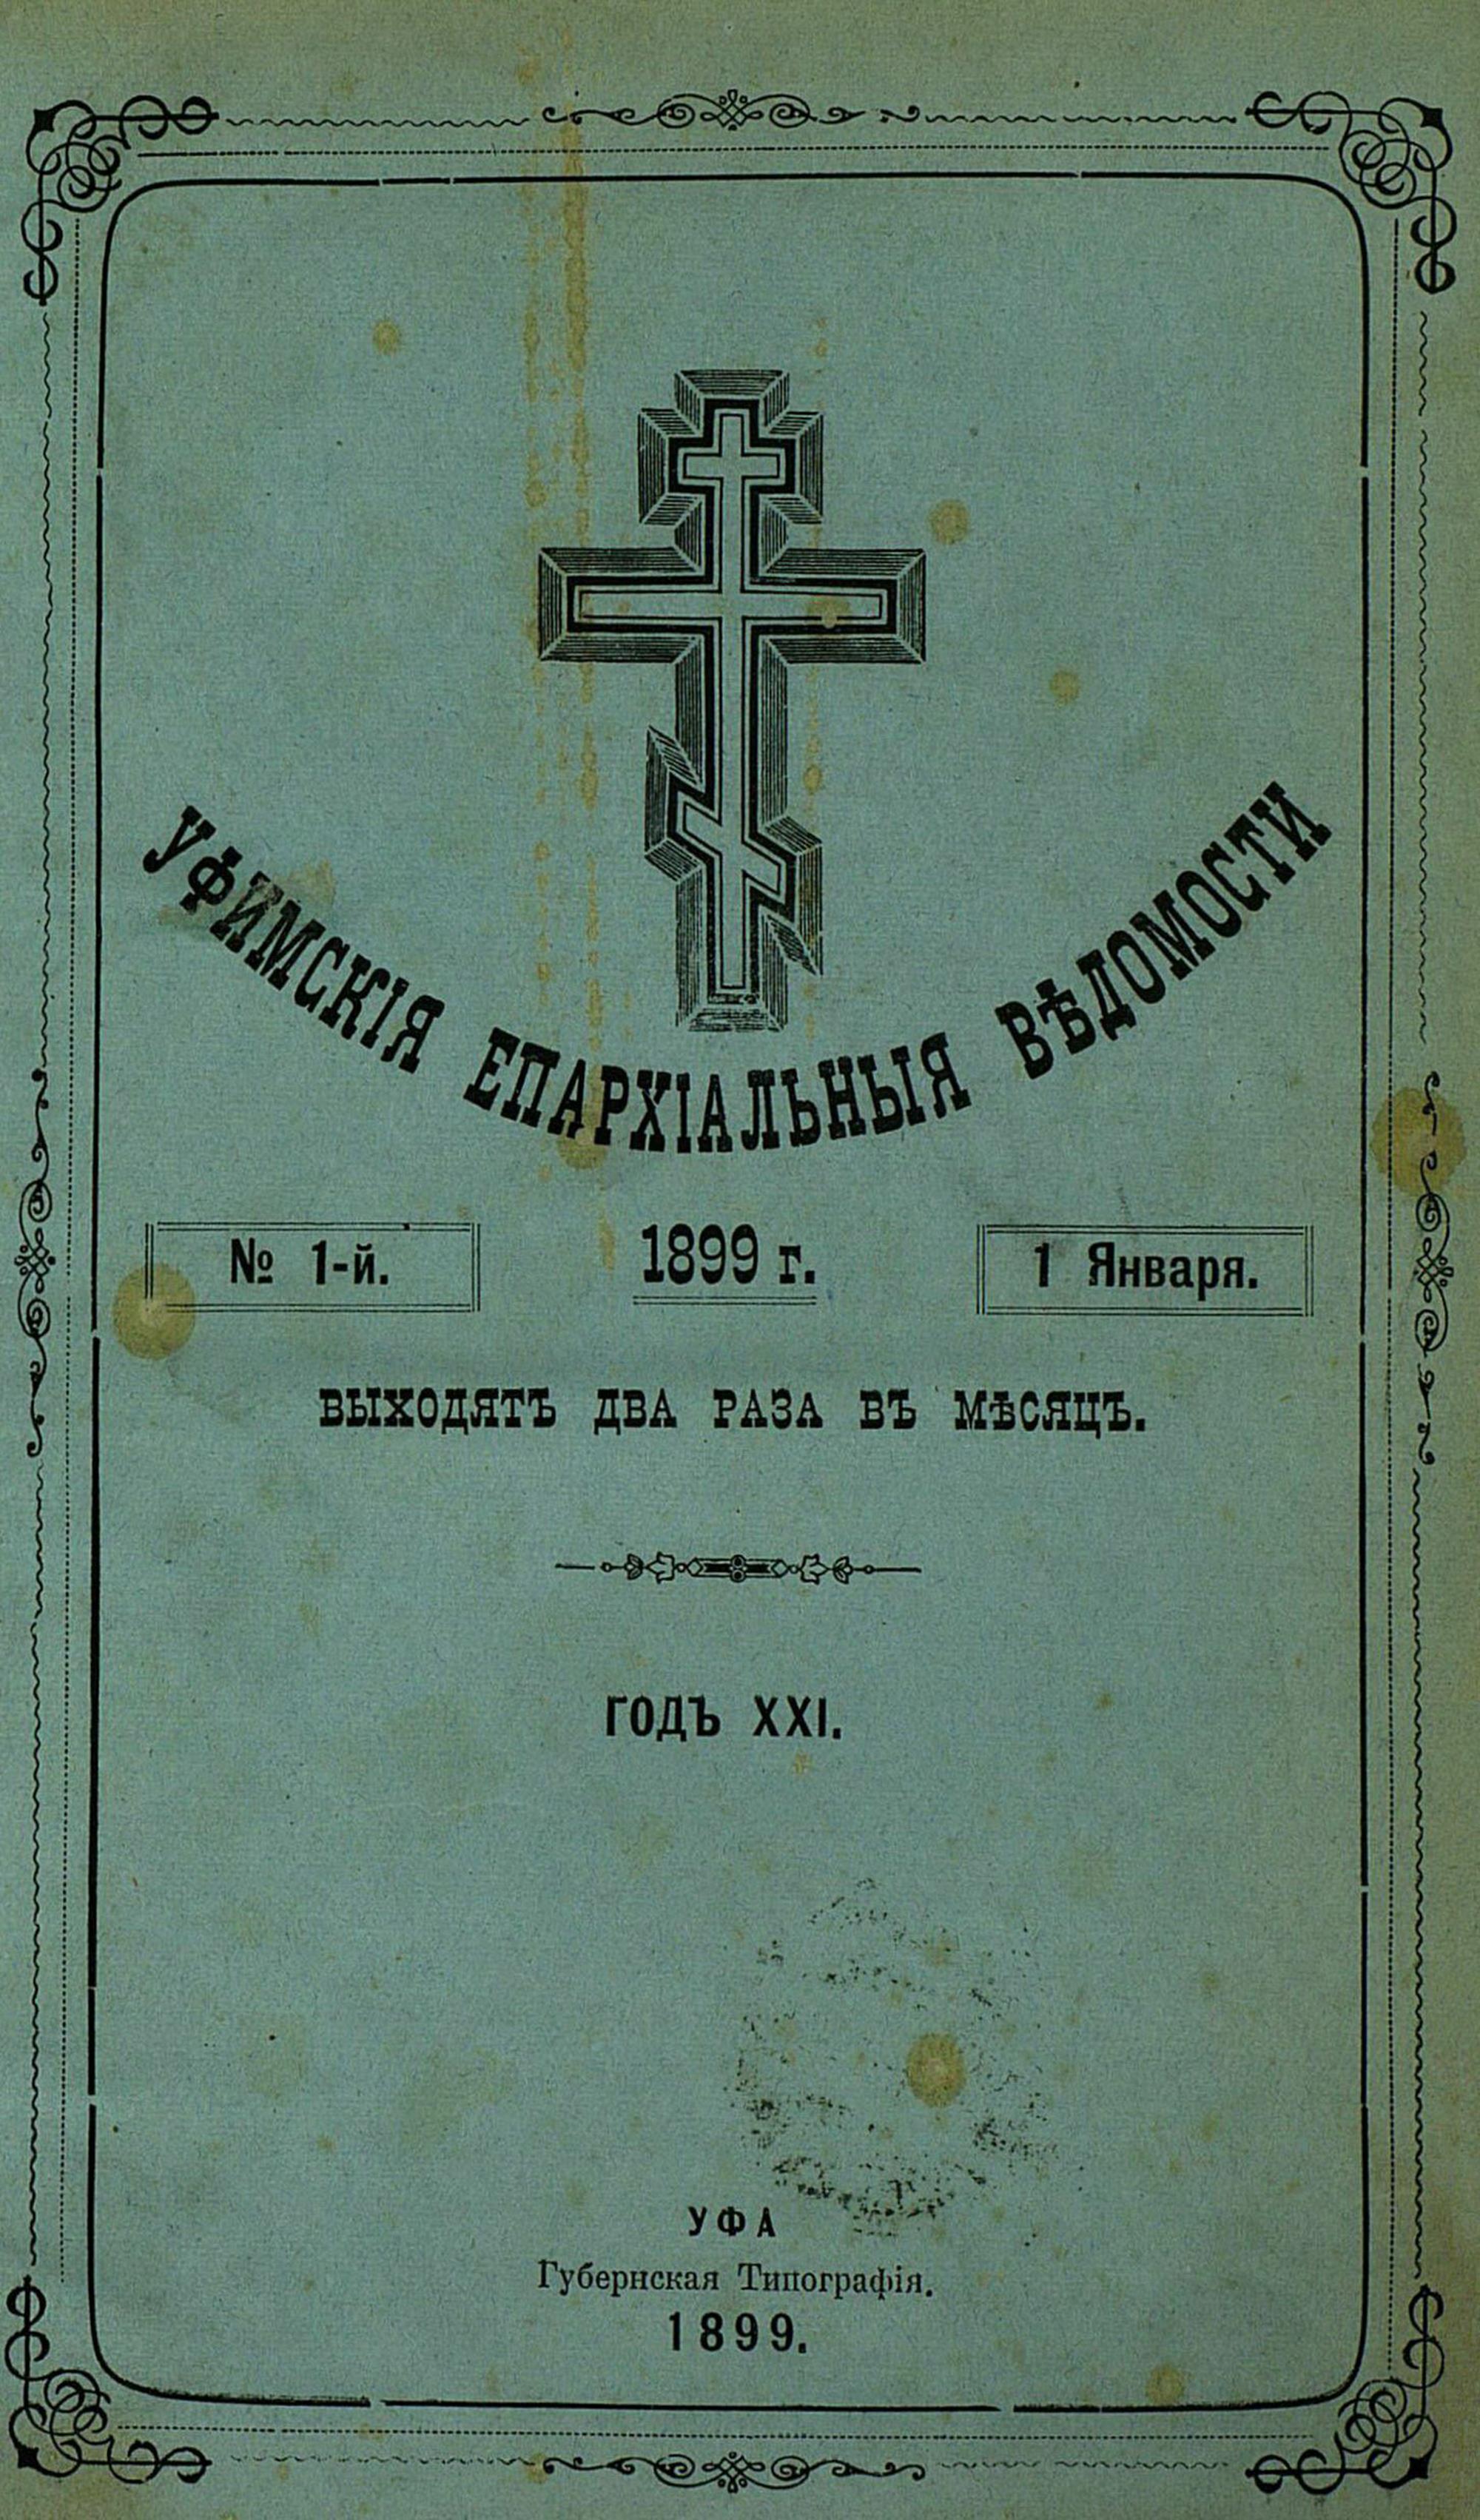 УФИМСКІЯ ЕПАРХІАЛЬНЫЯ ВѢДОМОСТИ
№ 1-й.
1899 г.
1 Января.
ВЫХОДЯТЪ ДВА РАЗА ВЪ МѢСЯЦЪ.
ГОДЪ XXI.
УФА
Губернская Типографія.
1899.